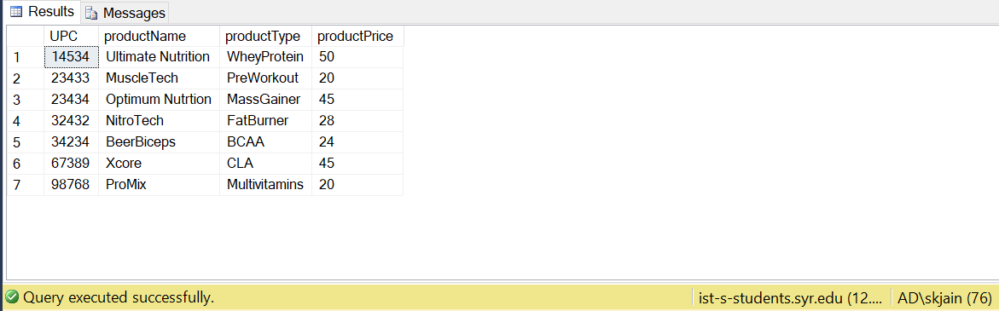 Results Messages
UPC productName productType productPrice
1 14534 Ultimate Nutrition WheyProtein 50
2 23433 MuscleTech PreWorkout 20
3 23434 Optimum Nutrtion MassGainer 45
4 32432 NitroTech FatBurner 28
5 34234 BeerBiceps BCAA 24
6 67389 Xcore CLA 45
7 98768 ProMix Multivitamins 20
Query executed successfully. ist-s-students.syr.edu (12.... AD\skjain (76)